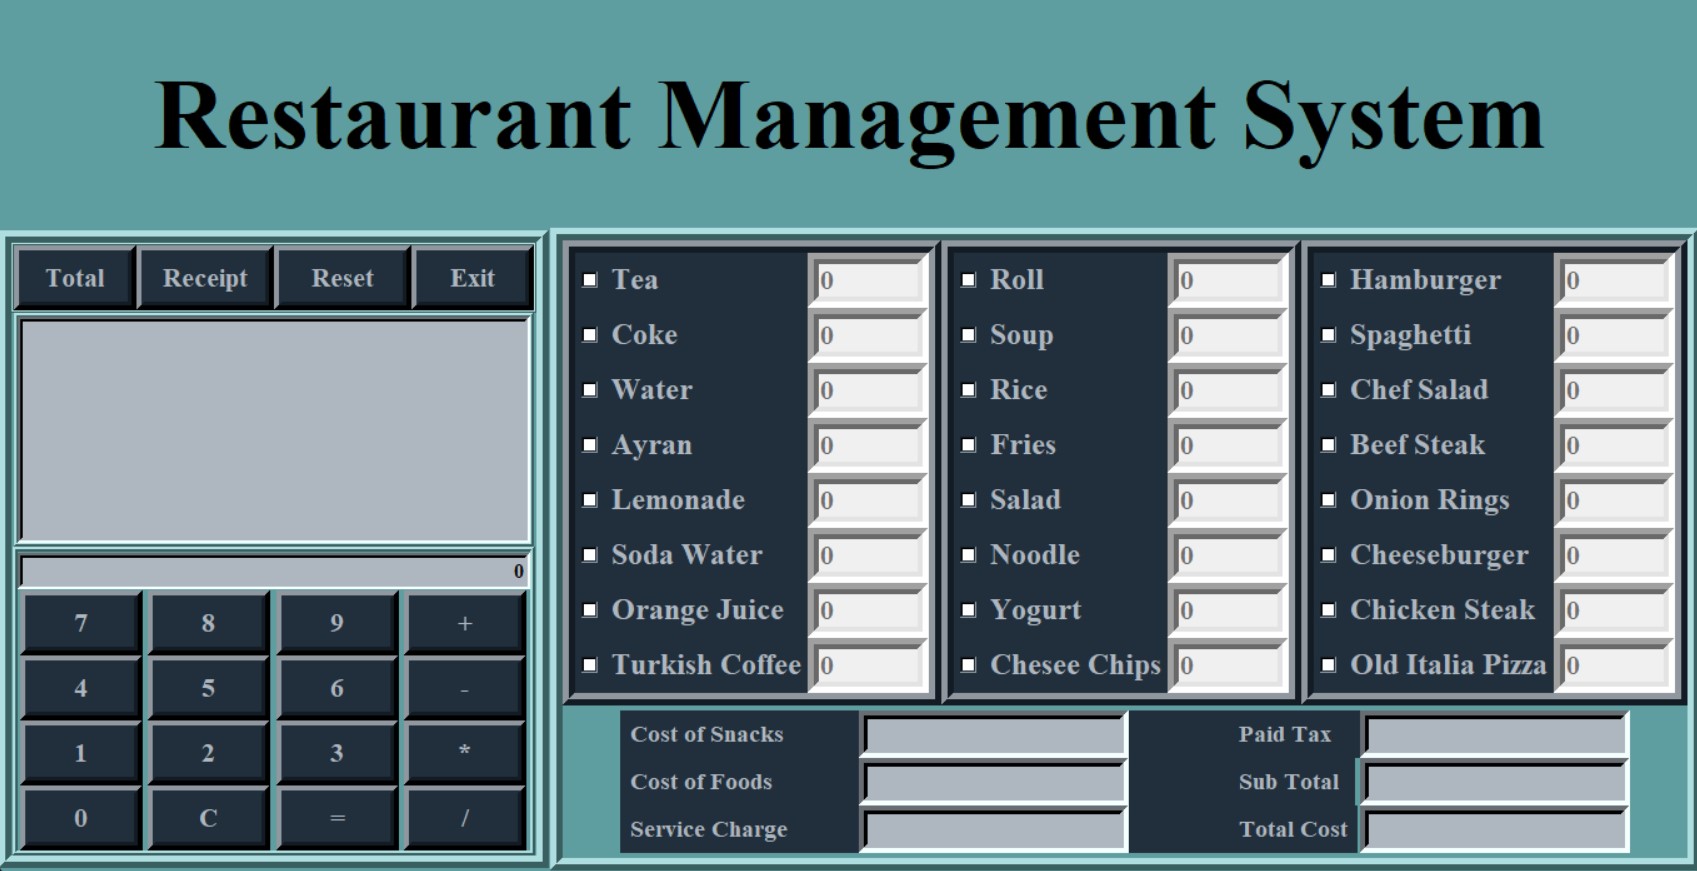 Restaurant Management System
Total Receipt Reset Exit
0
7 8 9 +
4 5 6 -
1 2 3 *
0 C = /
Tea 0
Coke 0
Water 0
Ayran 0
Lemonade 0
Soda Water 0
Orange Juice 0
Turkish Coffee 0
Roll 0
Soup 0
Rice 0
Fries 0
Salad 0
Noodle 0
Yogurt 0
Chesee Chips 0
Hamburger 0
Spaghetti 0
Chef Salad 0
Beef Steak 0
Onion Rings 0
Cheeseburger 0
Chicken Steak 0
Old Italia Pizza 0
Cost of Snacks
Cost of Foods
Service Charge
Paid Tax
Sub Total
Total Cost